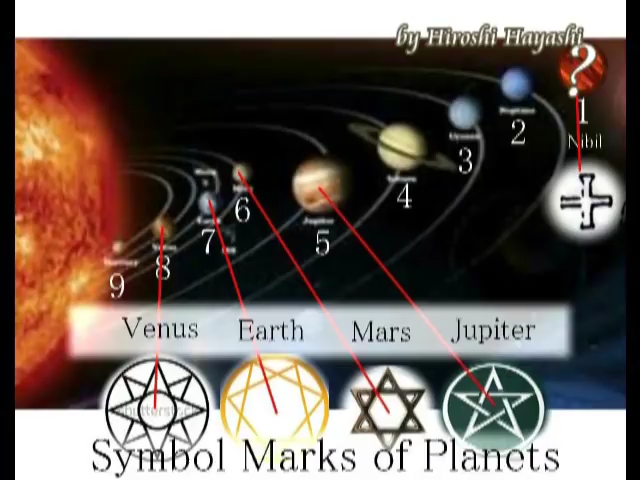 by Hiroshi Hayashi
?
1
Nibil
2
3
4
5
6
7
8
9
Venus Earth Mars Jupiter
shutterstock
Symbol Marks of Planets